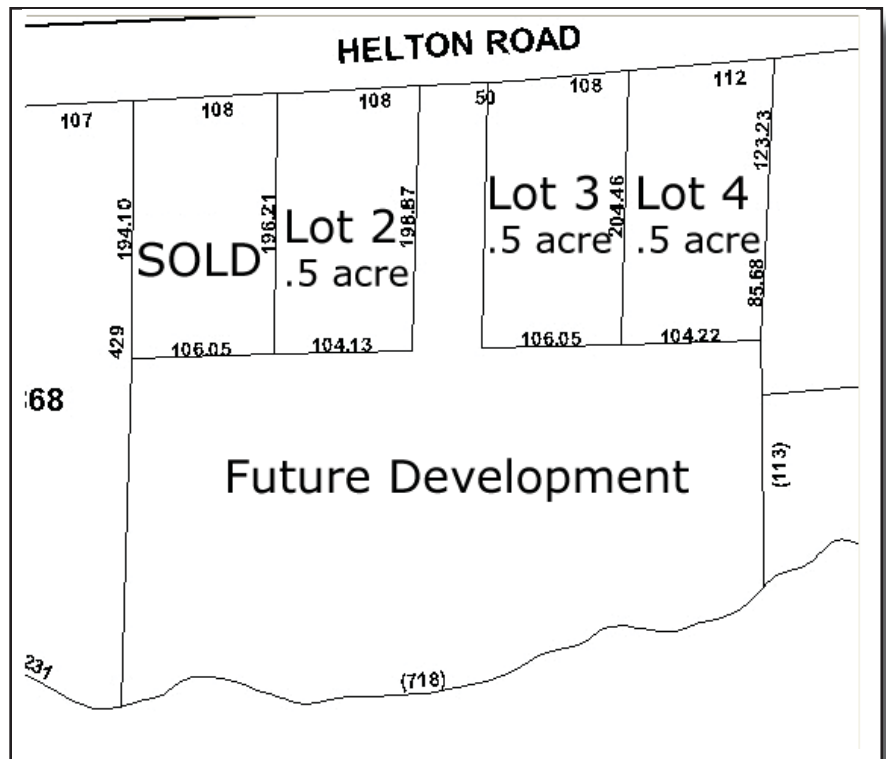 HELTON ROAD
107
108
108
50
108
112
194.10
196.21
198.87
204.46
123.23
SOLD
Lot 2
.5 acre
Lot 3
.5 acre
Lot 4
.5 acre
85.68
429
106.05
104.13
106.05
104.22
68
Future Development
(113)
231
(718)